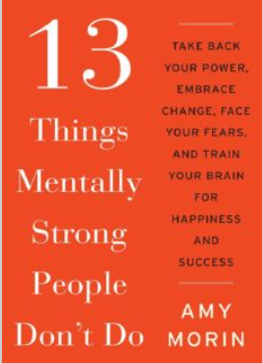 13
Things
Mentally
Strong
People
Don't Do
TAKE BACK
YOUR POWER,
EMBRACE
CHANGE, FACE
YOUR FEARS,
AND TRAIN
YOUR BRAIN
FOR
HAPPINESS
AND
SUCCESS
AMY
MORIN